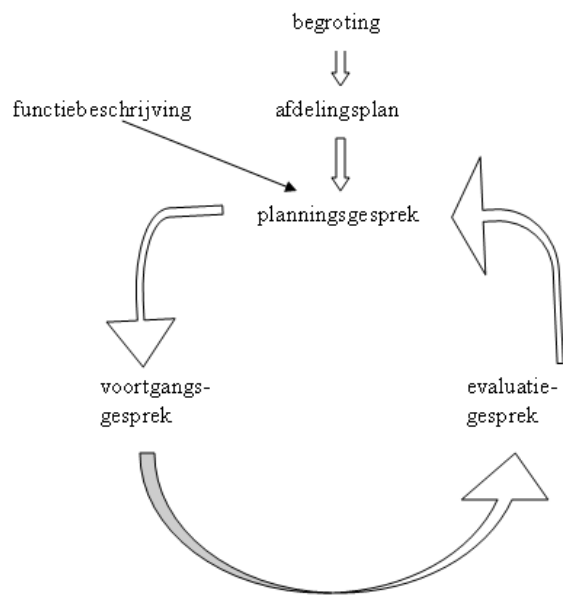 begroting
functiebeschrijving
afdelingsplan
planningsgesprek
voortgangs-
gesprek
evaluatie-
gesprek